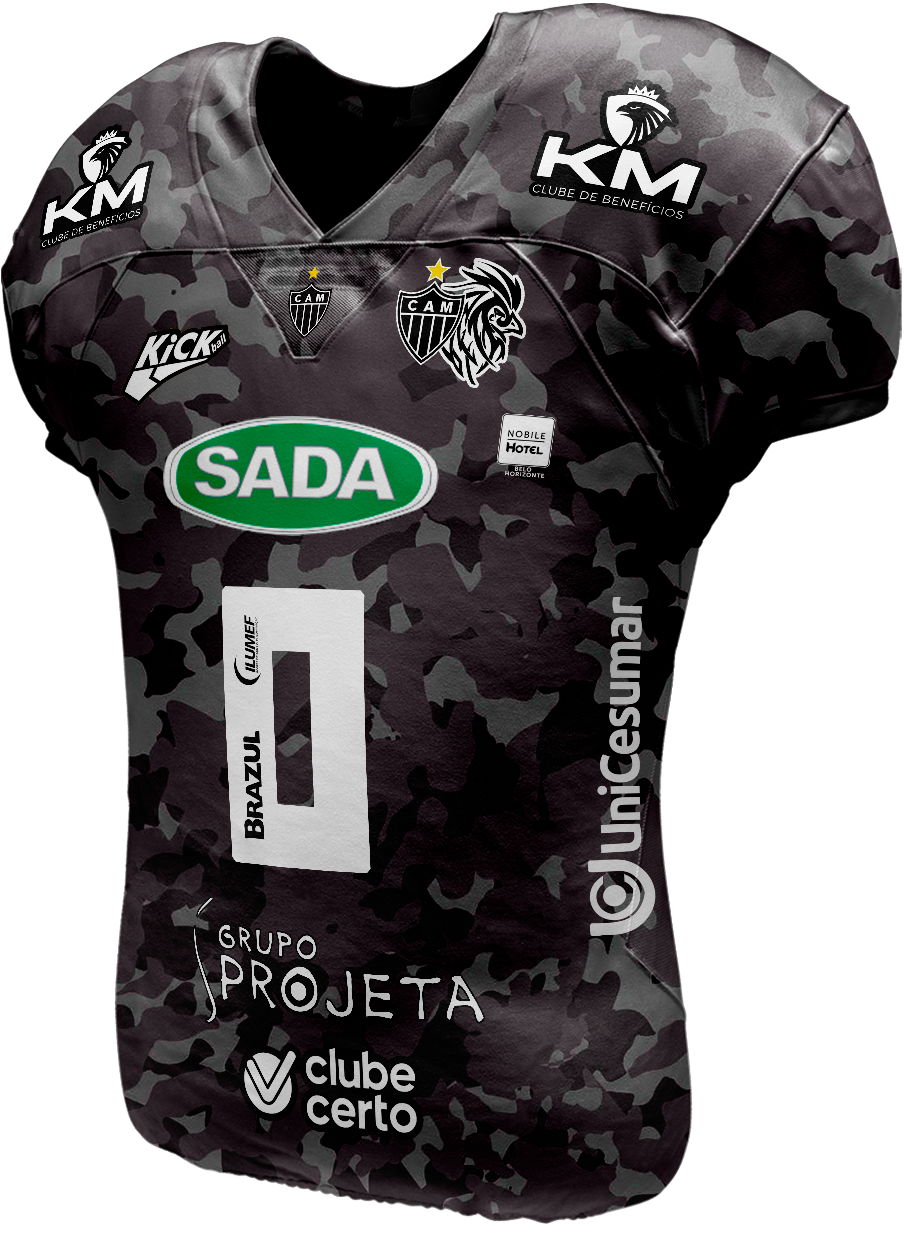 KM
CLUBE DE BENEFÍCIOS
KM
CLUBE DE BENEFÍCIOS
CAM
CAM
KiCK
ball
SADA
NOBILE
HOTEL
BELO
HORIZONTE
0
ILUMEF
BRAZUL
UniCesumar
GRUPO
PROJETA
clube
certo